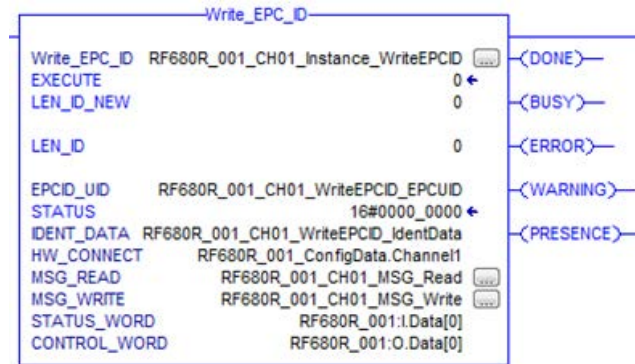 Write_EPC_ID
Write_EPC_ID RF680R_001_CH01_Instance_WriteEPCID ...
(DONE)
EXECUTE 0
LEN_ID_NEW 0
(BUSY)
LEN_ID 0
(ERROR)
EPCID_UID RF680R_001_CH01_WriteEPCID_EPCUID
(WARNING)
STATUS 16#0000_0000
IDENT_DATA RF680R_001_CH01_WriteEPCID_IdentData
(PRESENCE)
HW_CONNECT RF680R_001_ConfigData.Channel1
MSG_READ RF680R_001_CH01_MSG_Read ...
MSG_WRITE RF680R_001_CH01_MSG_Write ...
STATUS_WORD RF680R_001:I.Data[0]
CONTROL_WORD RF680R_001:O.Data[0]